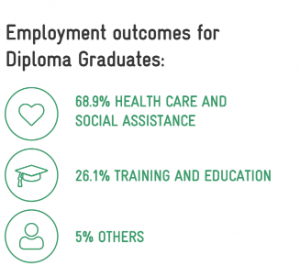 Employment outcomes for
Diploma Graduates:
68.9% HEALTH CARE AND
SOCIAL ASSISTANCE
26.1% TRAINING AND EDUCATION
5% OTHERS